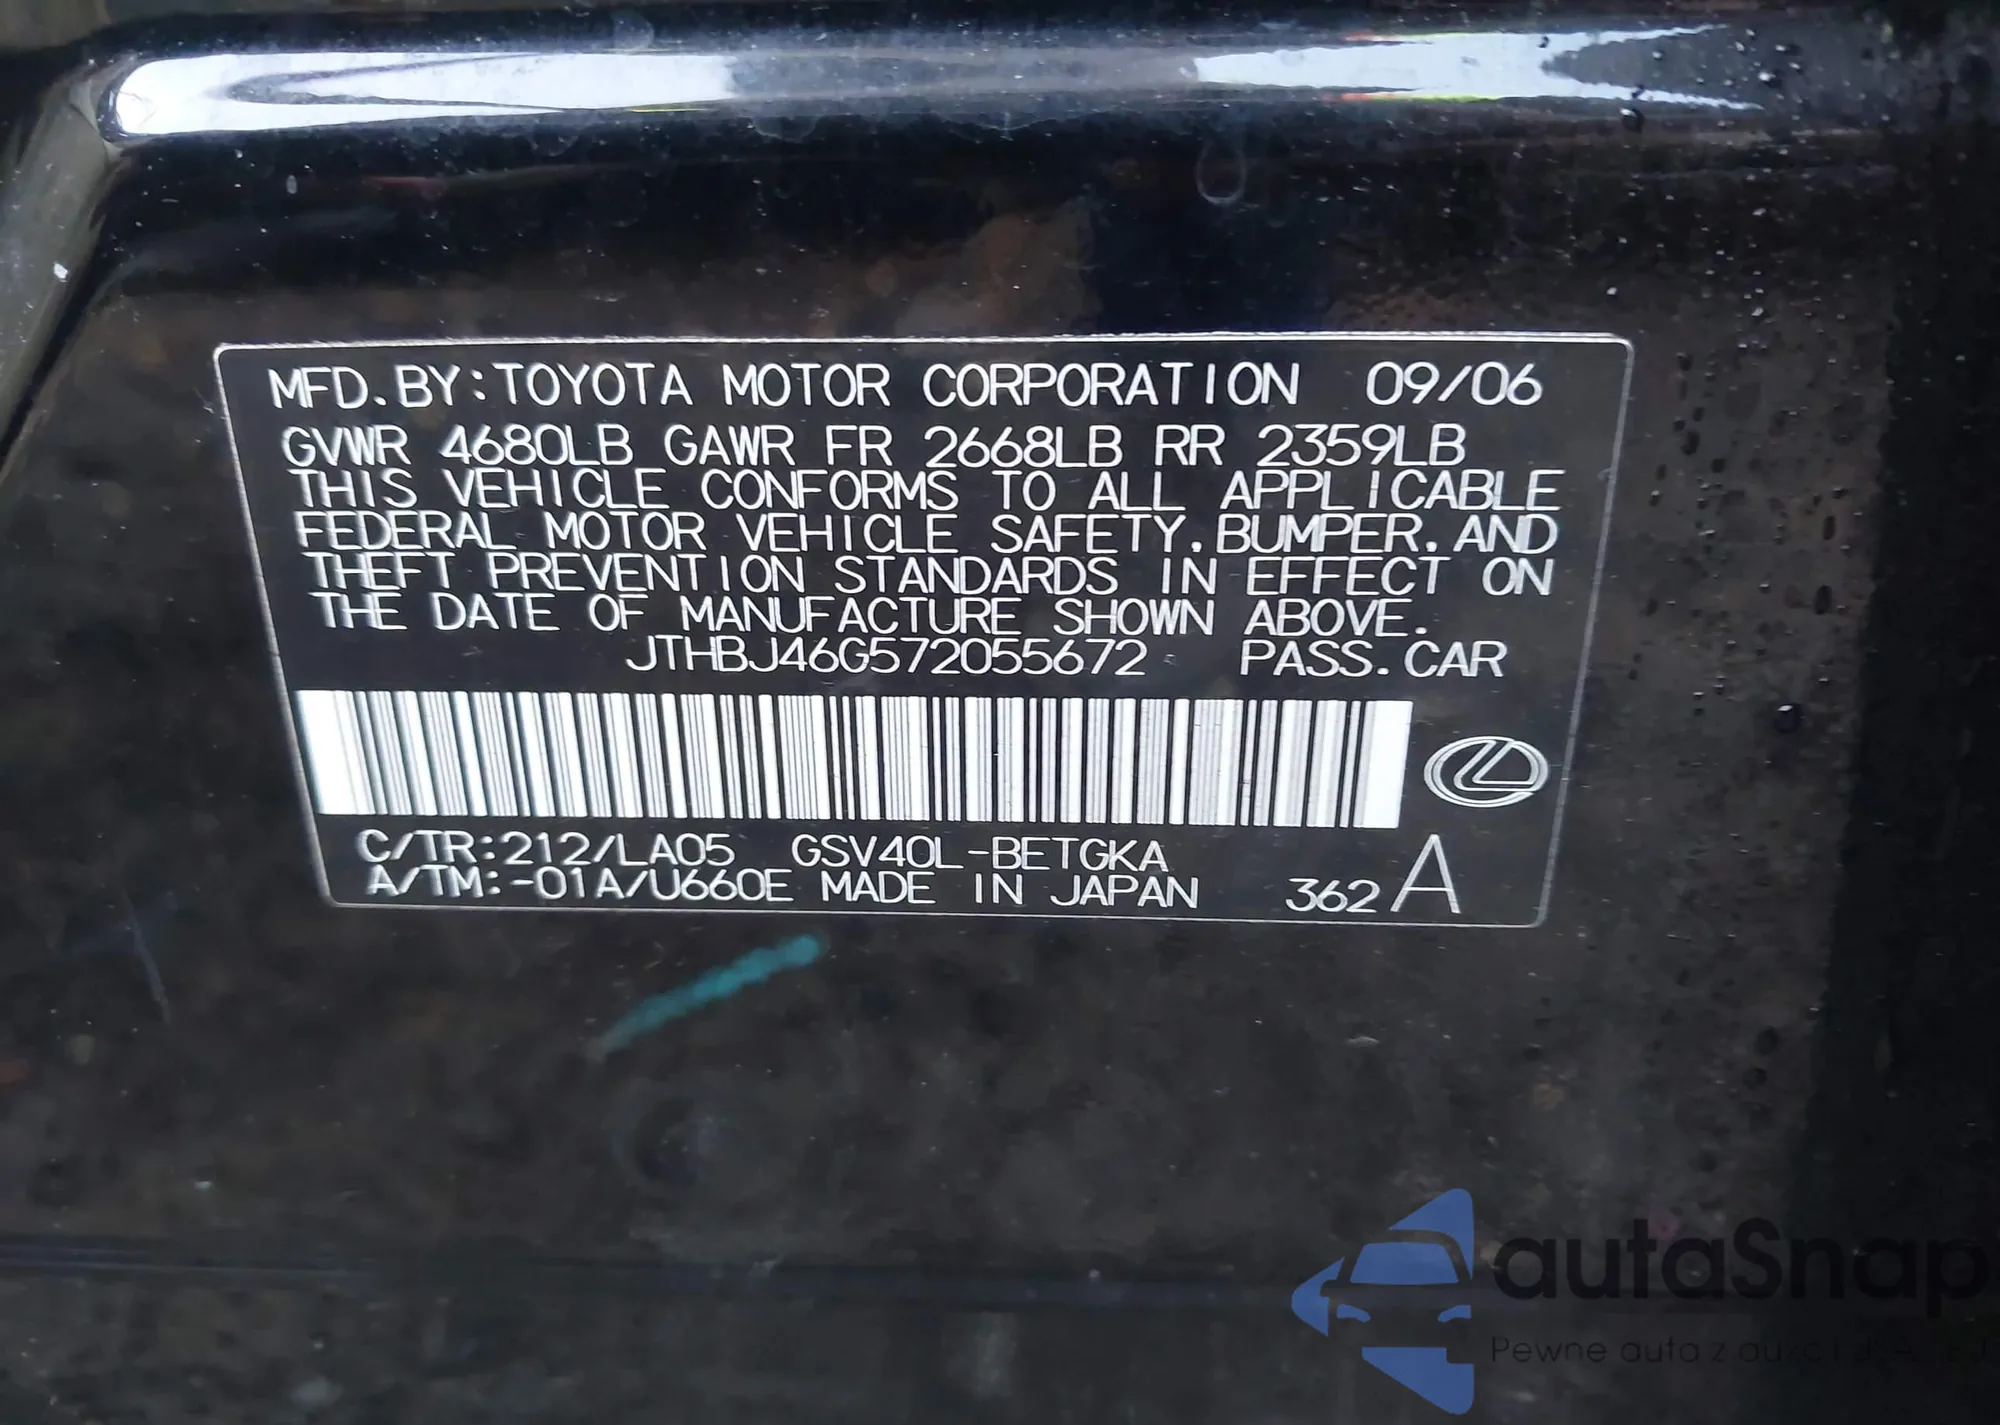 MFD.BY:TOYOTA MOTOR CORPORATION 09/06
GVWR 4680LB GAWR FR 2668LB RR 2359LB
THIS VEHICLE CONFORMS TO ALL APPLICABLE
FEDERAL MOTOR VEHICLE SAFETY,BUMPER,AND
THEFT PREVENTION STANDARDS IN EFFECT ON
THE DATE OF MANUFACTURE SHOWN ABOVE.
JTHBJ46G572055672 PASS.CAR
C/TR:212/LA05 GSV40L-BETGKA
A/TM:-01A/U660E MADE IN JAPAN 362 A
autaSnap
Pewne auta z